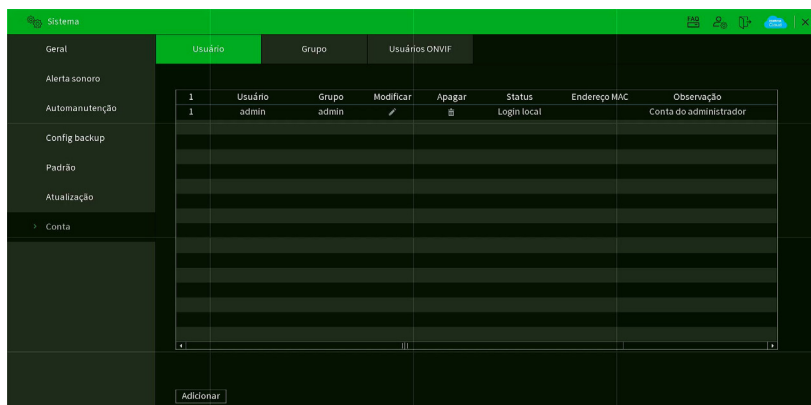 Sistema
FAQ
Geral
Alerta sonoro
Automanutenção
Config backup
Padrão
Atualização
> Conta
Usuário Grupo Usuários ONVIF
1 Usuário Grupo Modificar Apagar Status Endereço MAC Observação
1 admin admin Login local Conta do administrador
Adicionar